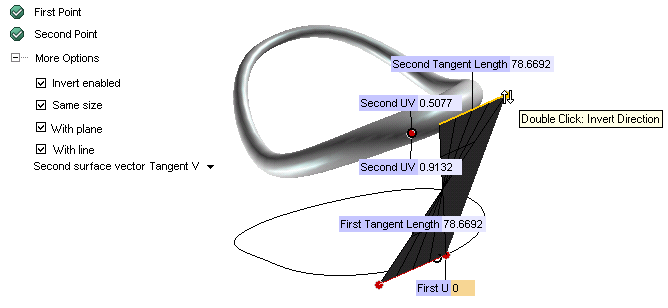 First Point
Second Point
More Options
Invert enabled
Same size
With plane
With line
Second surface vector Tangent V
Second Tangent Length 78.6692
Second UV 0.5077
Double Click: Invert Direction
Second UV 0.9132
First Tangent Length 78.6692
First U 0